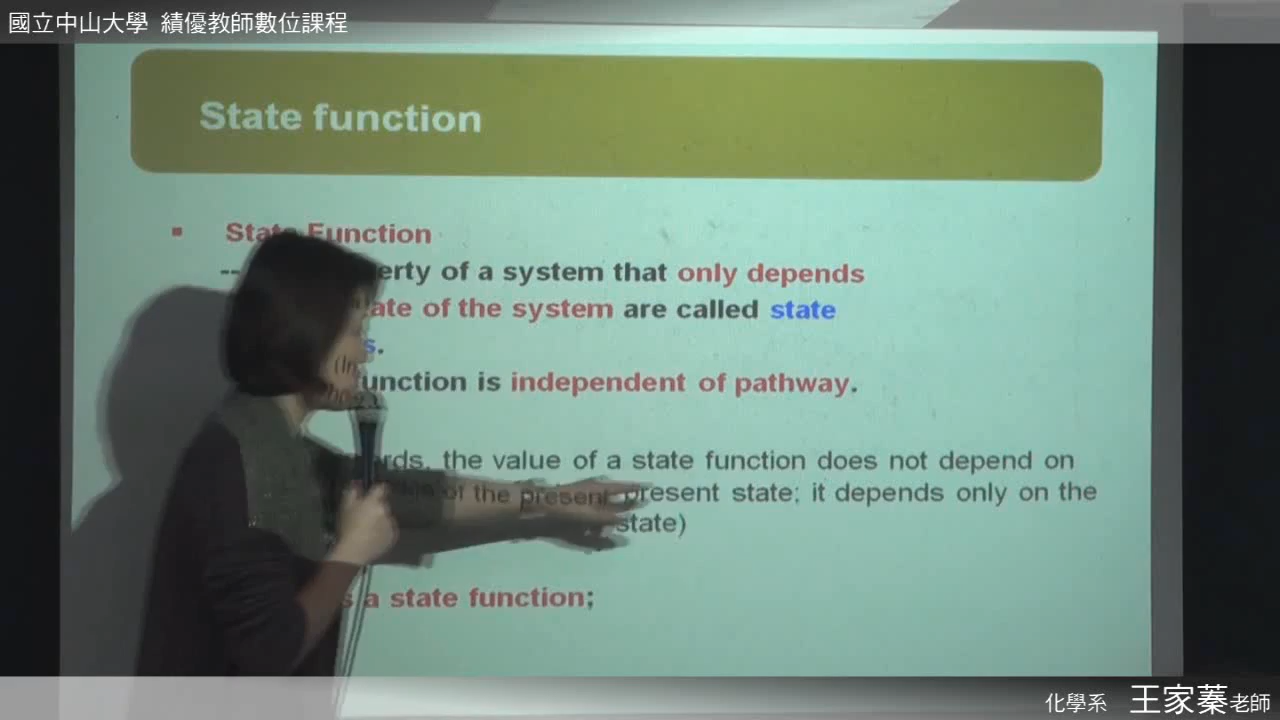 國立中山大學 績優教師數位課程
State function
▪ State Function
-- erty of a system that only depends
ate of the system are called state
s.
unction is independent of pathway.
rds, the value of a state function does not depend on
of the present present state; it depends only on the
state)
s a state function;
化學系 王家蓁老師